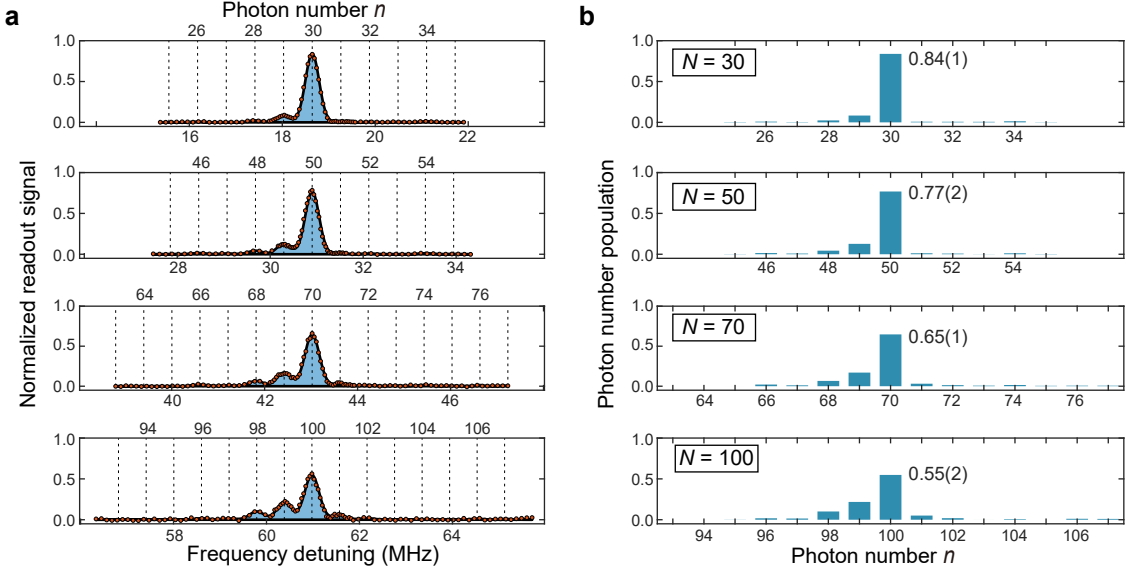 a
Photon number n
26 28 30 32 34
1.0
0.5
0.0
16 18 20 22
46 48 50 52 54
1.0
0.5
0.0
28 30 32 34
64 66 68 70 72 74 76
1.0
0.5
0.0
40 42 44 46
94 96 98 100 102 104 106
1.0
0.5
0.0
58 60 62 64
Normalized readout signal
Frequency detuning (MHz)
b
N = 30
0.84(1)
1.0
0.5
0.0
26 28 30 32 34
N = 50
0.77(2)
1.0
0.5
0.0
46 48 50 52 54
N = 70
0.65(1)
1.0
0.5
0.0
64 66 68 70 72 74 76
N = 100
0.55(2)
1.0
0.5
0.0
94 96 98 100 102 104 106
Photon number population
Photon number n